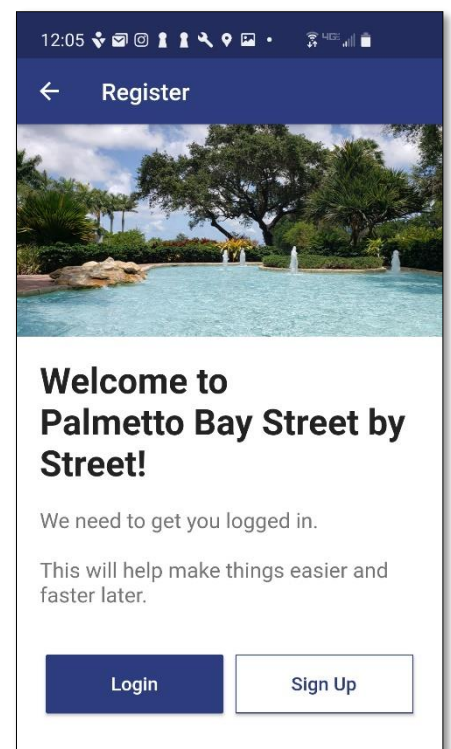 12:05
Register
Welcome to
Palmetto Bay Street by
Street!
We need to get you logged in.
This will help make things easier and
faster later.
Login Sign Up